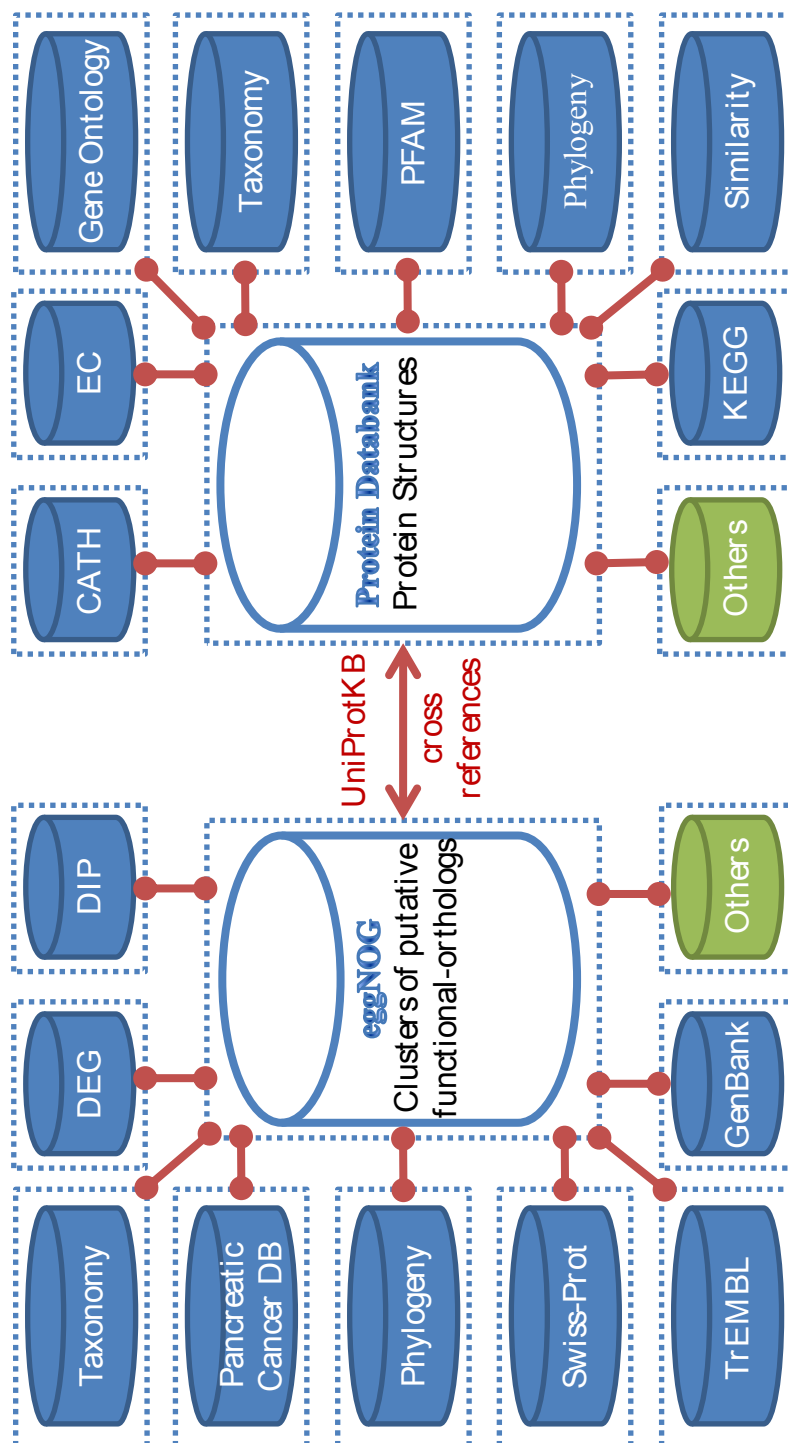 Taxonomy
DEG
DIP
CATH
EC
Gene Ontology
Pancreatic
Cancer DB
Taxonomy
Phylogeny
eggNOG
Clusters of putative
functional-orthologs
UniProtKB
cross
references
Protein Databank
Protein Structures
PFAM
Swiss-Prot
Phylogeny
TrEMBL
GenBank
Others
Others
KEGG
Similarity